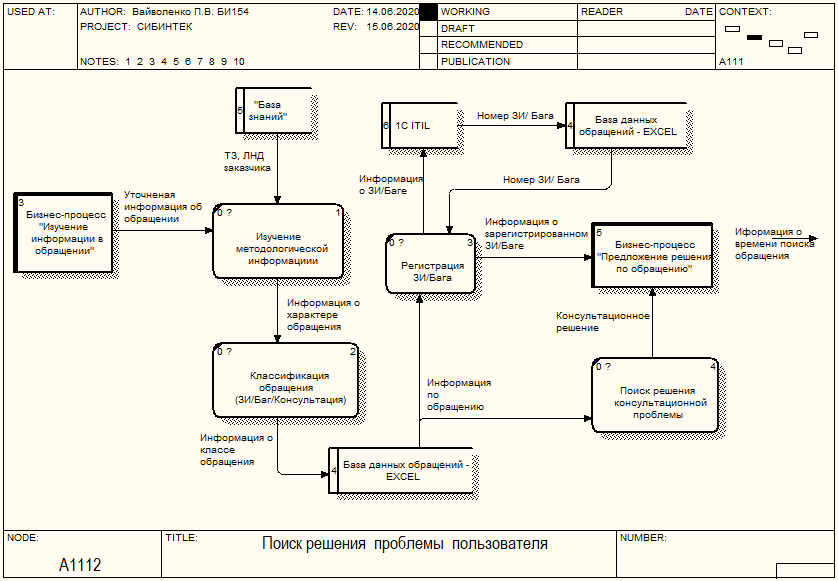 USED AT:
AUTHOR: Вайволенко П.В. БИ154
DATE: 14.06.2020
PROJECT: СИБИНТЕК
REV: 15.06.2020
NOTES: 1 2 3 4 5 6 7 8 9 10
WORKING
DRAFT
RECOMMENDED
PUBLICATION
READER
DATE
CONTEXT:
A111
5
"База
знаний"
6
1С ITIL
Номер ЗИ/ Бага
4
База данных
обращений - EXCEL
ТЗ, ЛНД
заказчика
Информация
о ЗИ/Баге
Номер ЗИ/ Бага
3
Бизнес-процесс
"Изучение
информации в
обращении"
Уточненая
информация об
обращении
0 ?
1
Изучение
методологической
информациии
0 ?
3
Регистрация
ЗИ/Бага
Информация о
зарегистрированном
ЗИ/Баге
5
Бизнес-процесс
"Предложение решения
по обращению"
Иформация о
времени поиска
обращения
Информация о
характере
обращения
Консультационное
решение
0 ?
2
Классификация
обращения
(ЗИ/Баг/Консультация)
Информация
по
обращению
0 ?
4
Поиск решения
консультационной
проблемы
Информация о
классе
обращения
4
База данных обращений -
EXCEL
NODE:
A1112
TITLE:
Поиск решения проблемы пользователя
NUMBER: